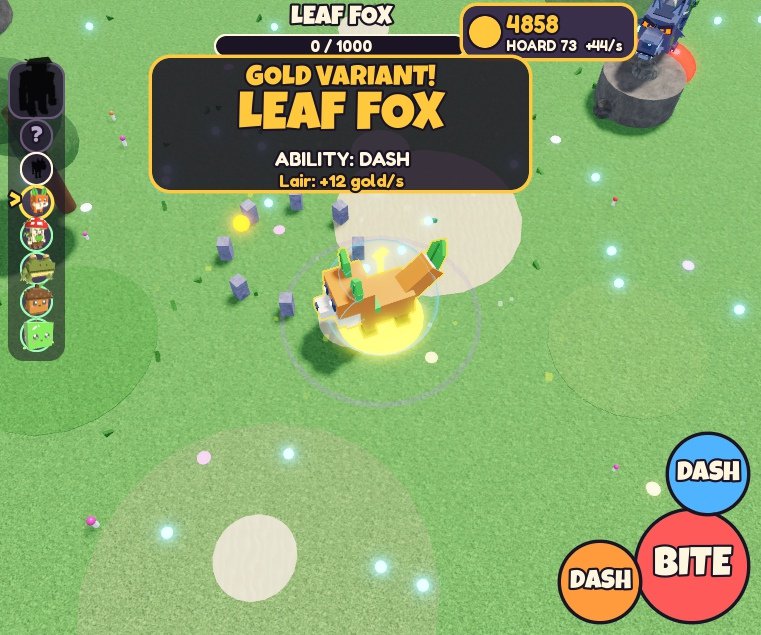 LEAF FOX
0 / 1000
4858
HOARD 73 +44/s
GOLD VARIANT!
LEAF FOX
ABILITY: DASH
Lair: +12 gold/s
?
>
DASH
BITE
DASH